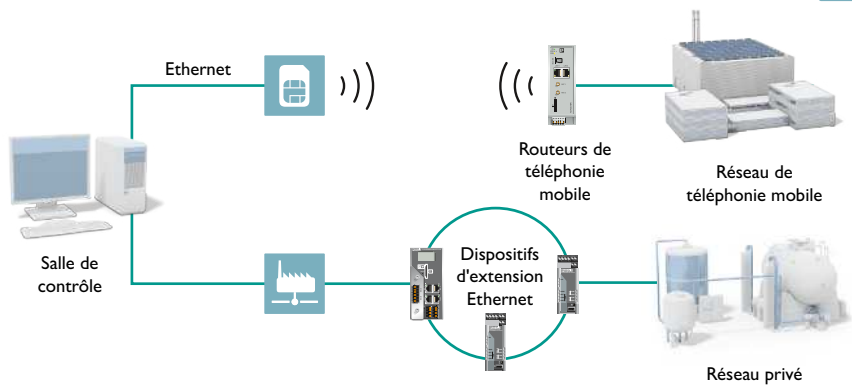 Ethernet
Routeurs de
téléphonie
mobile
Réseau de
téléphonie mobile
Salle de
contrôle
Dispositifs
d'extension
Ethernet
Réseau privé